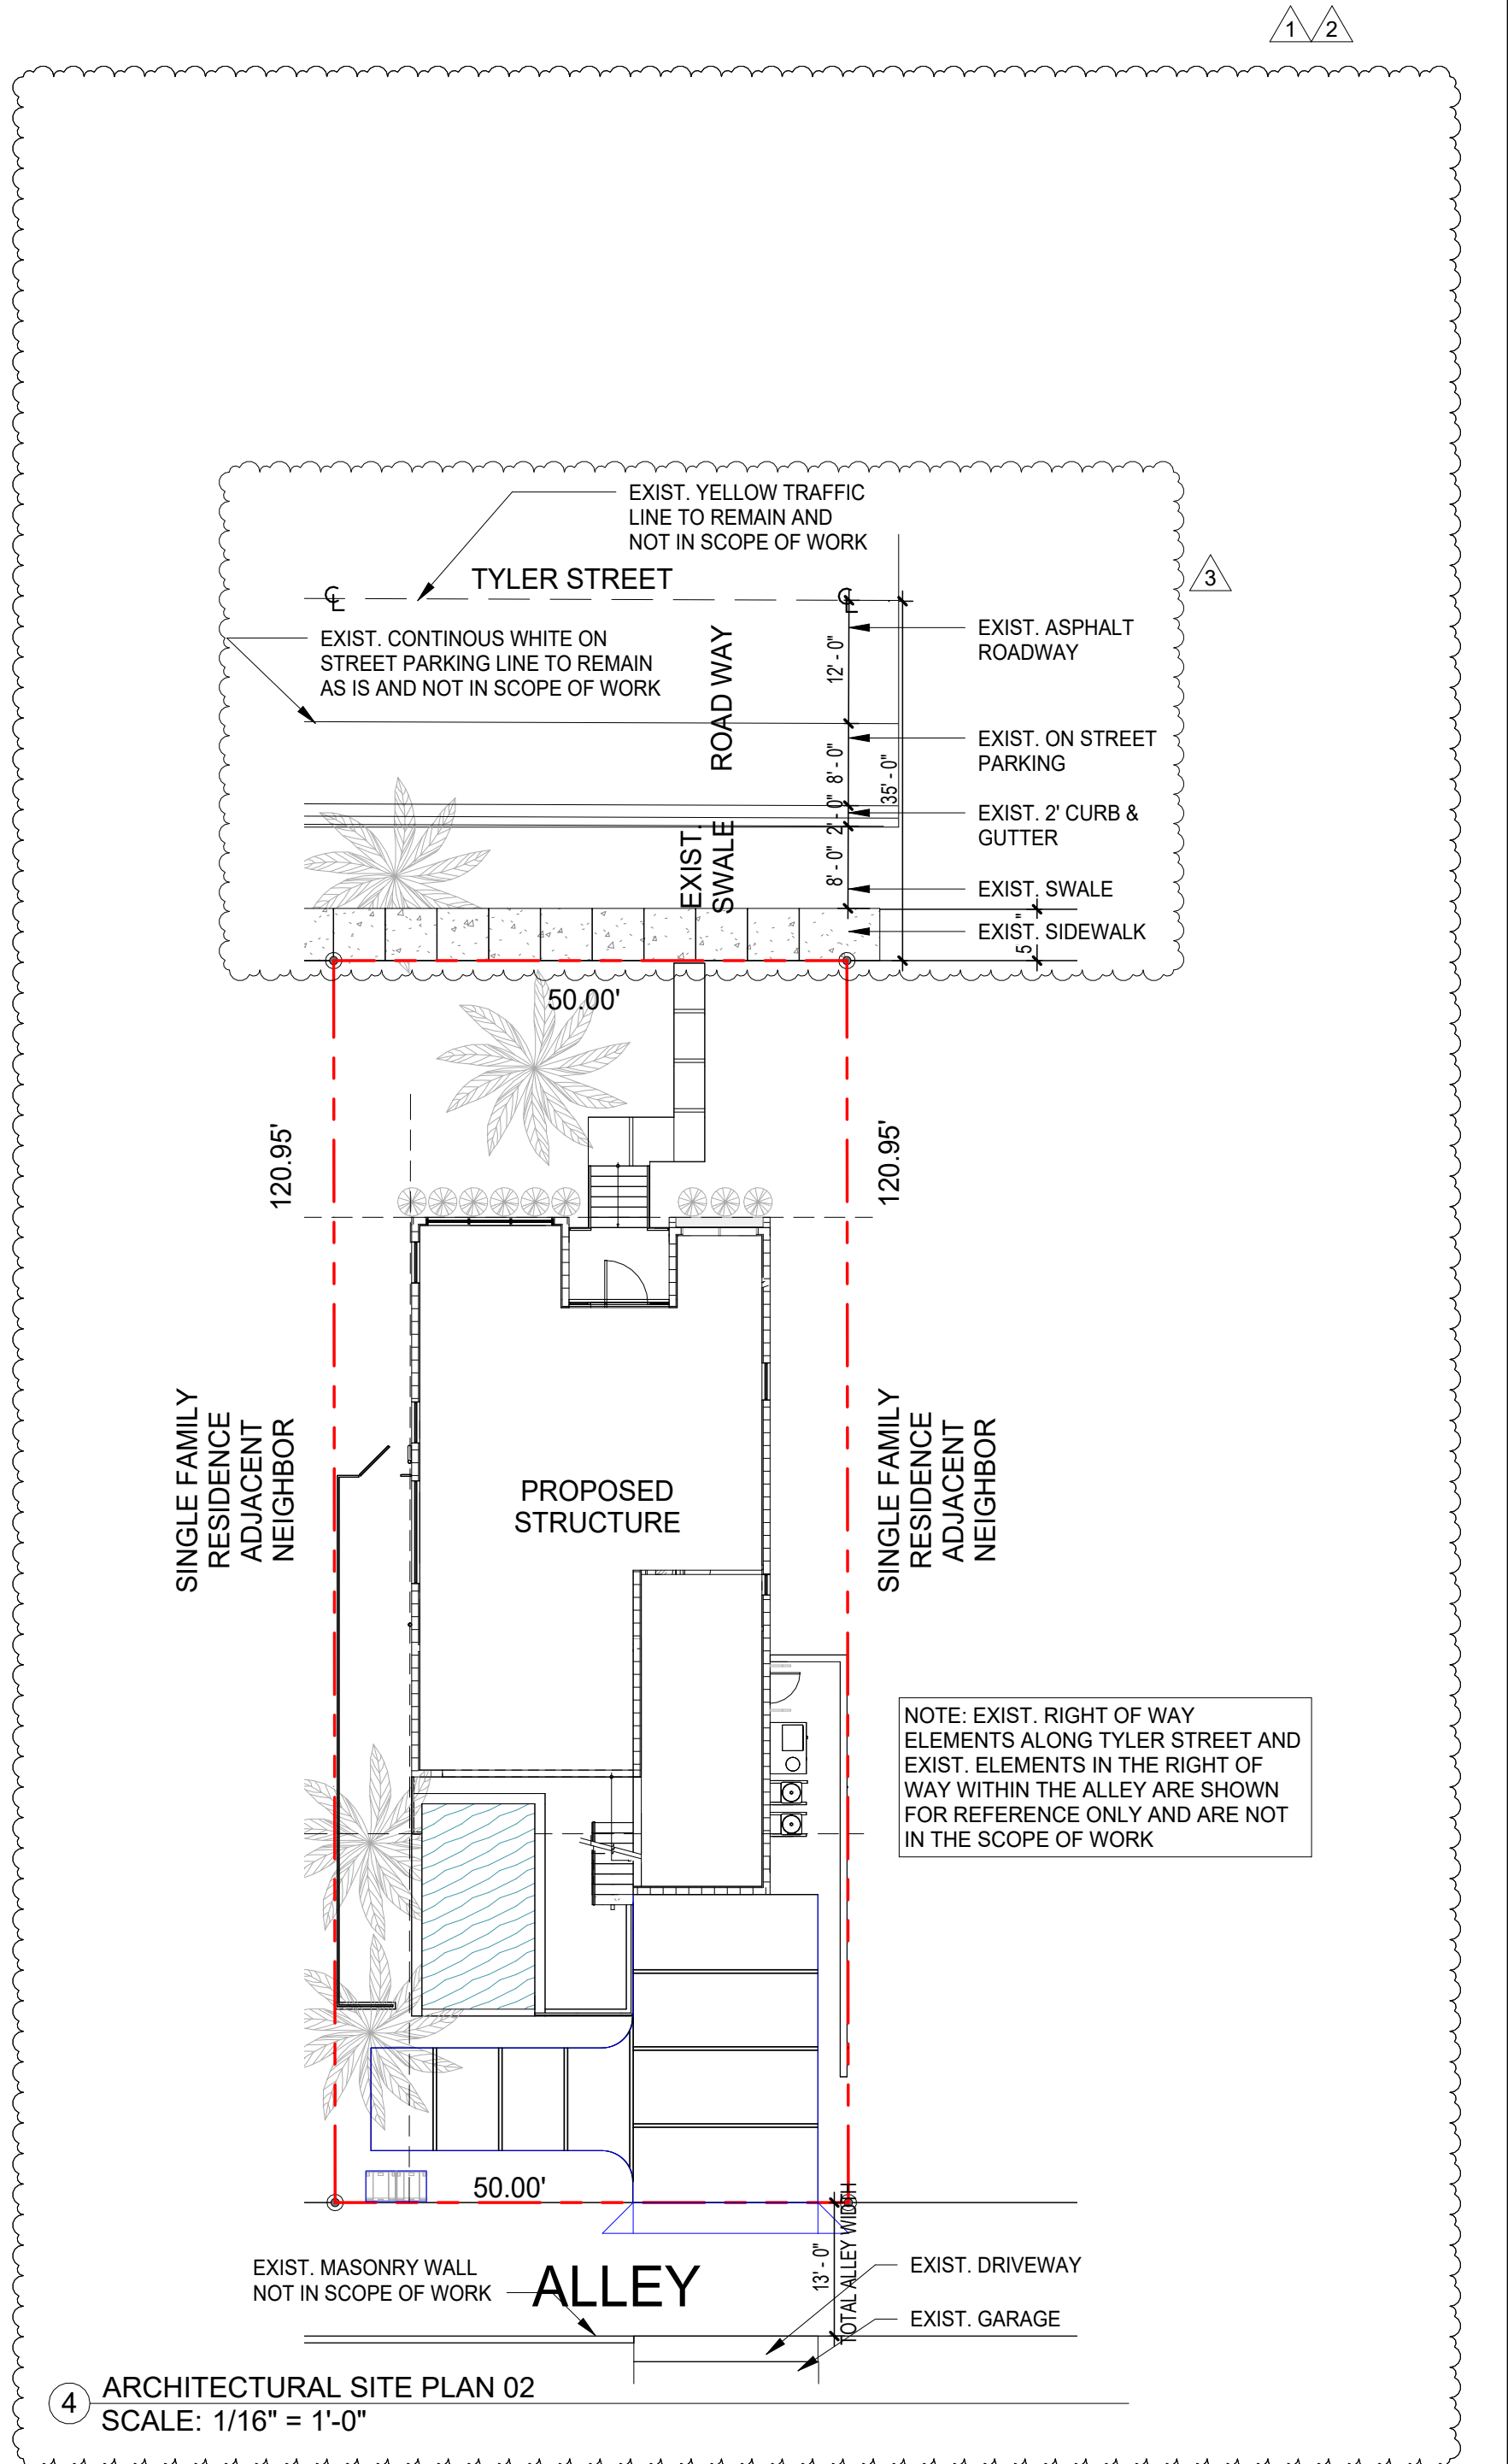 1 2
EXIST. YELLOW TRAFFIC
LINE TO REMAIN AND
NOT IN SCOPE OF WORK
TYLER STREET
3
CL
CL
EXIST. CONTINOUS WHITE ON
STREET PARKING LINE TO REMAIN
AS IS AND NOT IN SCOPE OF WORK
ROAD WAY
12' - 0"
EXIST. ASPHALT
ROADWAY
8' - 0"
35' - 0"
EXIST. ON STREET
PARKING
2' - 0"
EXIST. 2' CURB &
GUTTER
EXIST.
SWALE
8' - 0"
EXIST. SWALE
EXIST. SIDEWALK
5
50.00'
120.95'
120.95'
SINGLE FAMILY
RESIDENCE
ADJACENT
NEIGHBOR
PROPOSED
STRUCTURE
SINGLE FAMILY
RESIDENCE
ADJACENT
NEIGHBOR
NOTE: EXIST. RIGHT OF WAY
ELEMENTS ALONG TYLER STREET AND
EXIST. ELEMENTS IN THE RIGHT OF
WAY WITHIN THE ALLEY ARE SHOWN
FOR REFERENCE ONLY AND ARE NOT
IN THE SCOPE OF WORK
50.00'
EXIST. MASONRY WALL
NOT IN SCOPE OF WORK
ALLEY
13' - 0"
TOTAL ALLEY WIDTH
EXIST. DRIVEWAY
EXIST. GARAGE
4
ARCHITECTURAL SITE PLAN 02
SCALE: 1/16" = 1'-0"